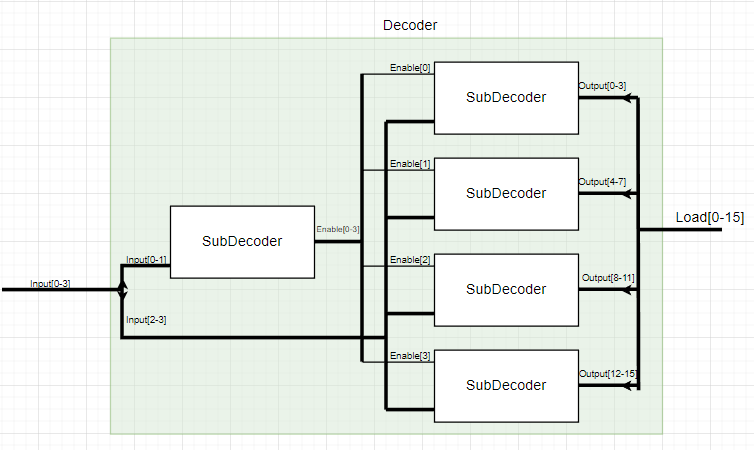 Decoder
Enable[0]
SubDecoder
Output[0-3]
Enable[1]
SubDecoder
Output[4-7]
Load[0-15]
Enable[0-3]
SubDecoder
Input[0-1]
Enable[2]
SubDecoder
Output[8-11]
Input[0-3]
Input[2-3]
Enable[3]
SubDecoder
Output[12-15]